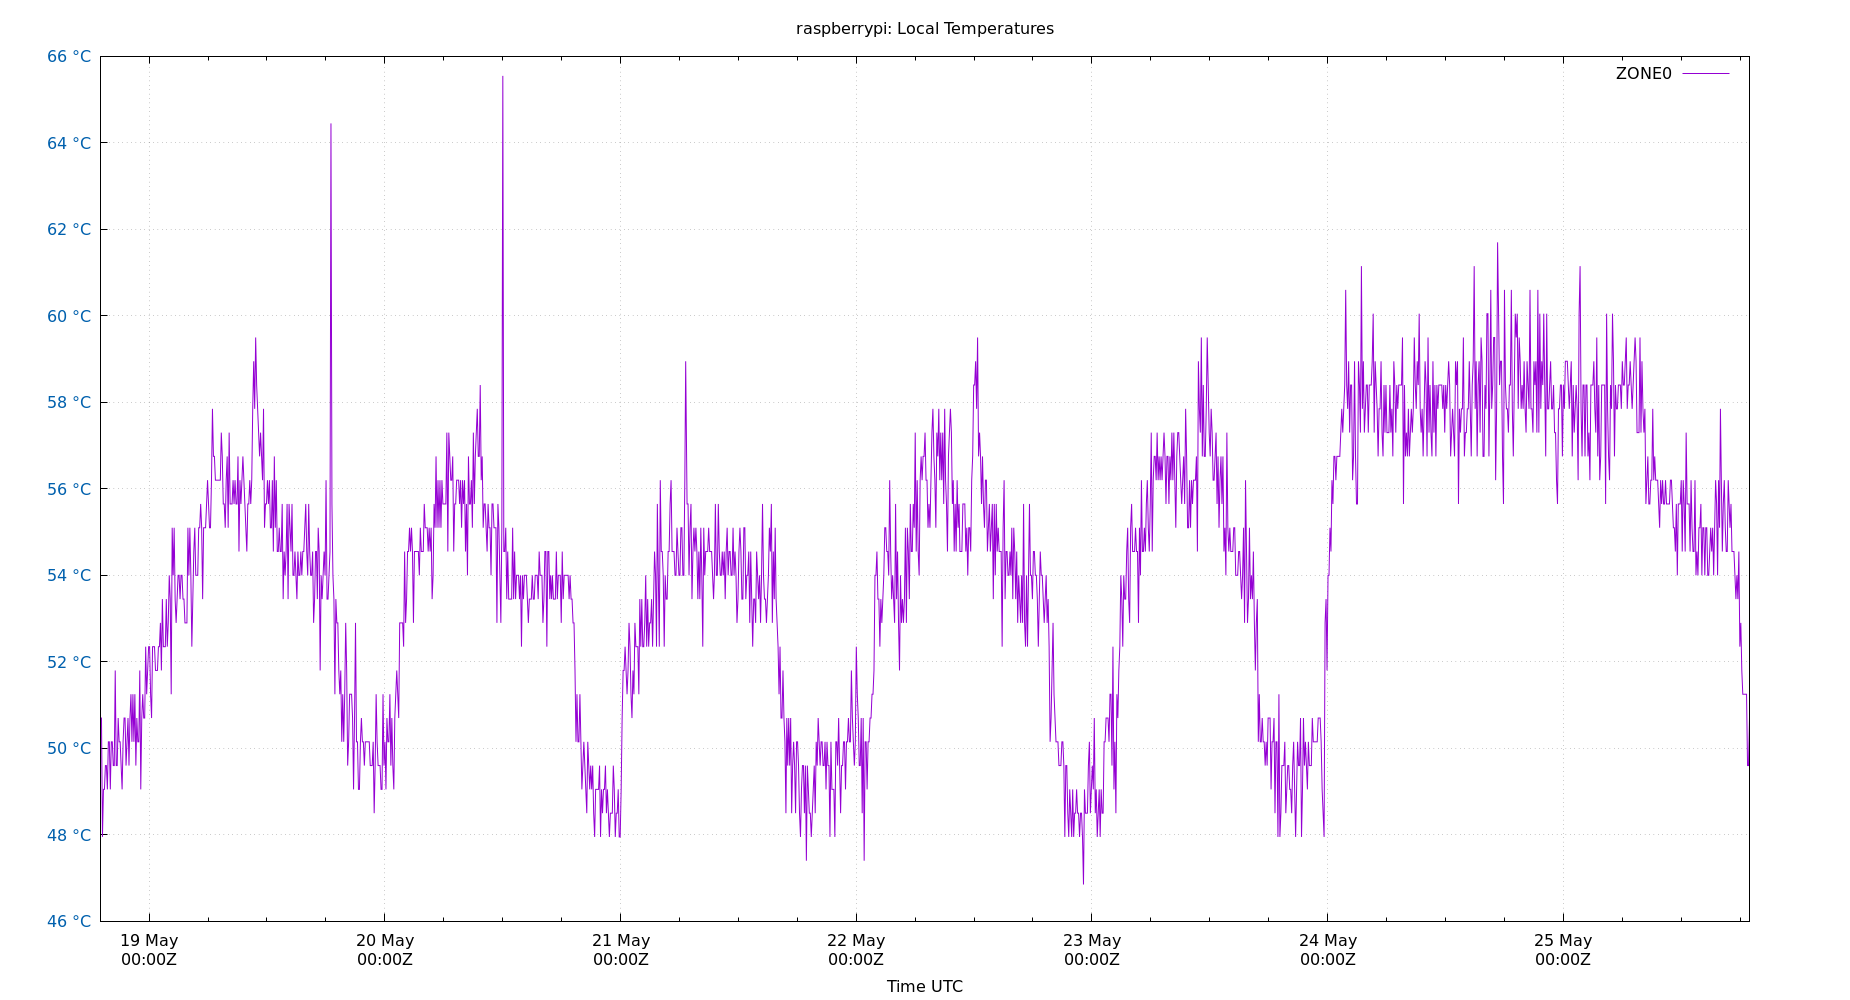 raspberrypi: Local Temperatures
66 °C
ZONE0
64 °C
62 °C
60 °C
58 °C
56 °C
54 °C
52 °C
50 °C
48 °C
46 °C
19 May 20 May 21 May 22 May 23 May 24 May 25 May
00:00Z 00:00Z 00:00Z 00:00Z 00:00Z 00:00Z 00:00Z
Time UTC